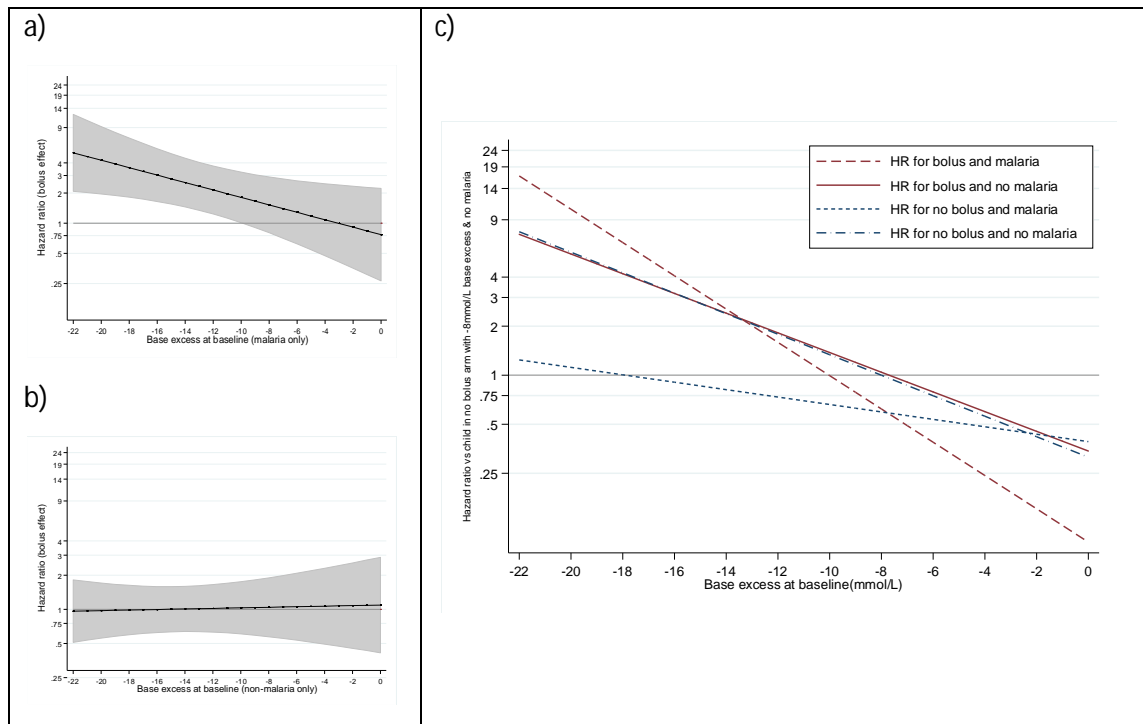 a)
24
19
14
9
4
3
2
1
.75
.5
.25
Hazard ratio (bolus effect)
-22 -20 -18 -16 -14 -12 -10 -8 -6 -4 -2 0
Base excess at baseline (malaria only)
b)
24
19
14
9
4
3
2
1
.75
.5
.25
Hazard ratio (bolus effect)
-22 -20 -18 -16 -14 -12 -10 -8 -6 -4 -2 0
Base excess at baseline (non-malaria only)
c)
24
19
14
9
4
3
2
1
.75
.5
.25
Hazard ratio vs child in no bolus arm with -8mmol/L base excess & no malaria
HR for bolus and malaria
HR for bolus and no malaria
HR for no bolus and malaria
HR for no bolus and no malaria
-22 -20 -18 -16 -14 -12 -10 -8 -6 -4 -2 0
Base excess at baseline(mmol/L)